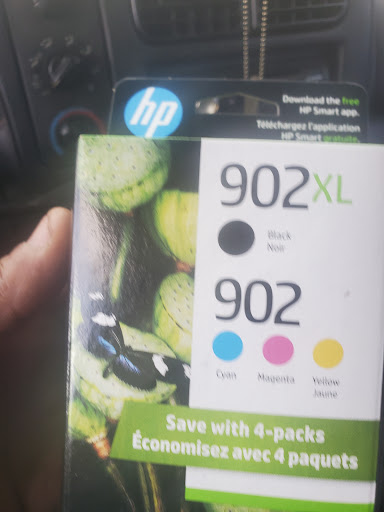 hp
Download the free
HP Smart app.
Téléchargez l'application
HP Smart gratuite.
902XL
Black
Noir
902
Cyan
Magenta
Yellow
Jaune
Save with 4-packs
Économisez avec 4 paquets